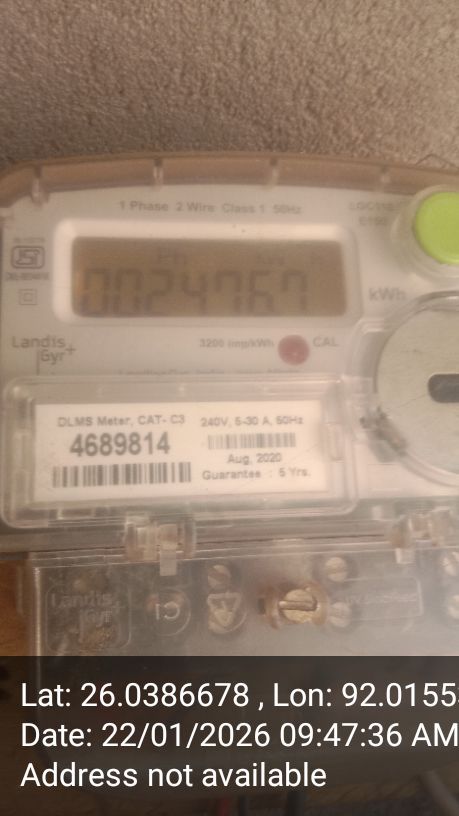 1 Phase 2 Wire Class 1 50Hz
0024767
kWh
Landis
Gyr+
3200 imp/kWh
CAL
DLMS Meter, CAT- C3
240V, 5-30 A, 50Hz
4689814
Aug, 2020
Guarantee : 5 Yrs.
Landis
Gyr+
Lat: 26.0386678 , Lon: 92.0155
Date: 22/01/2026 09:47:36 AM
Address not available